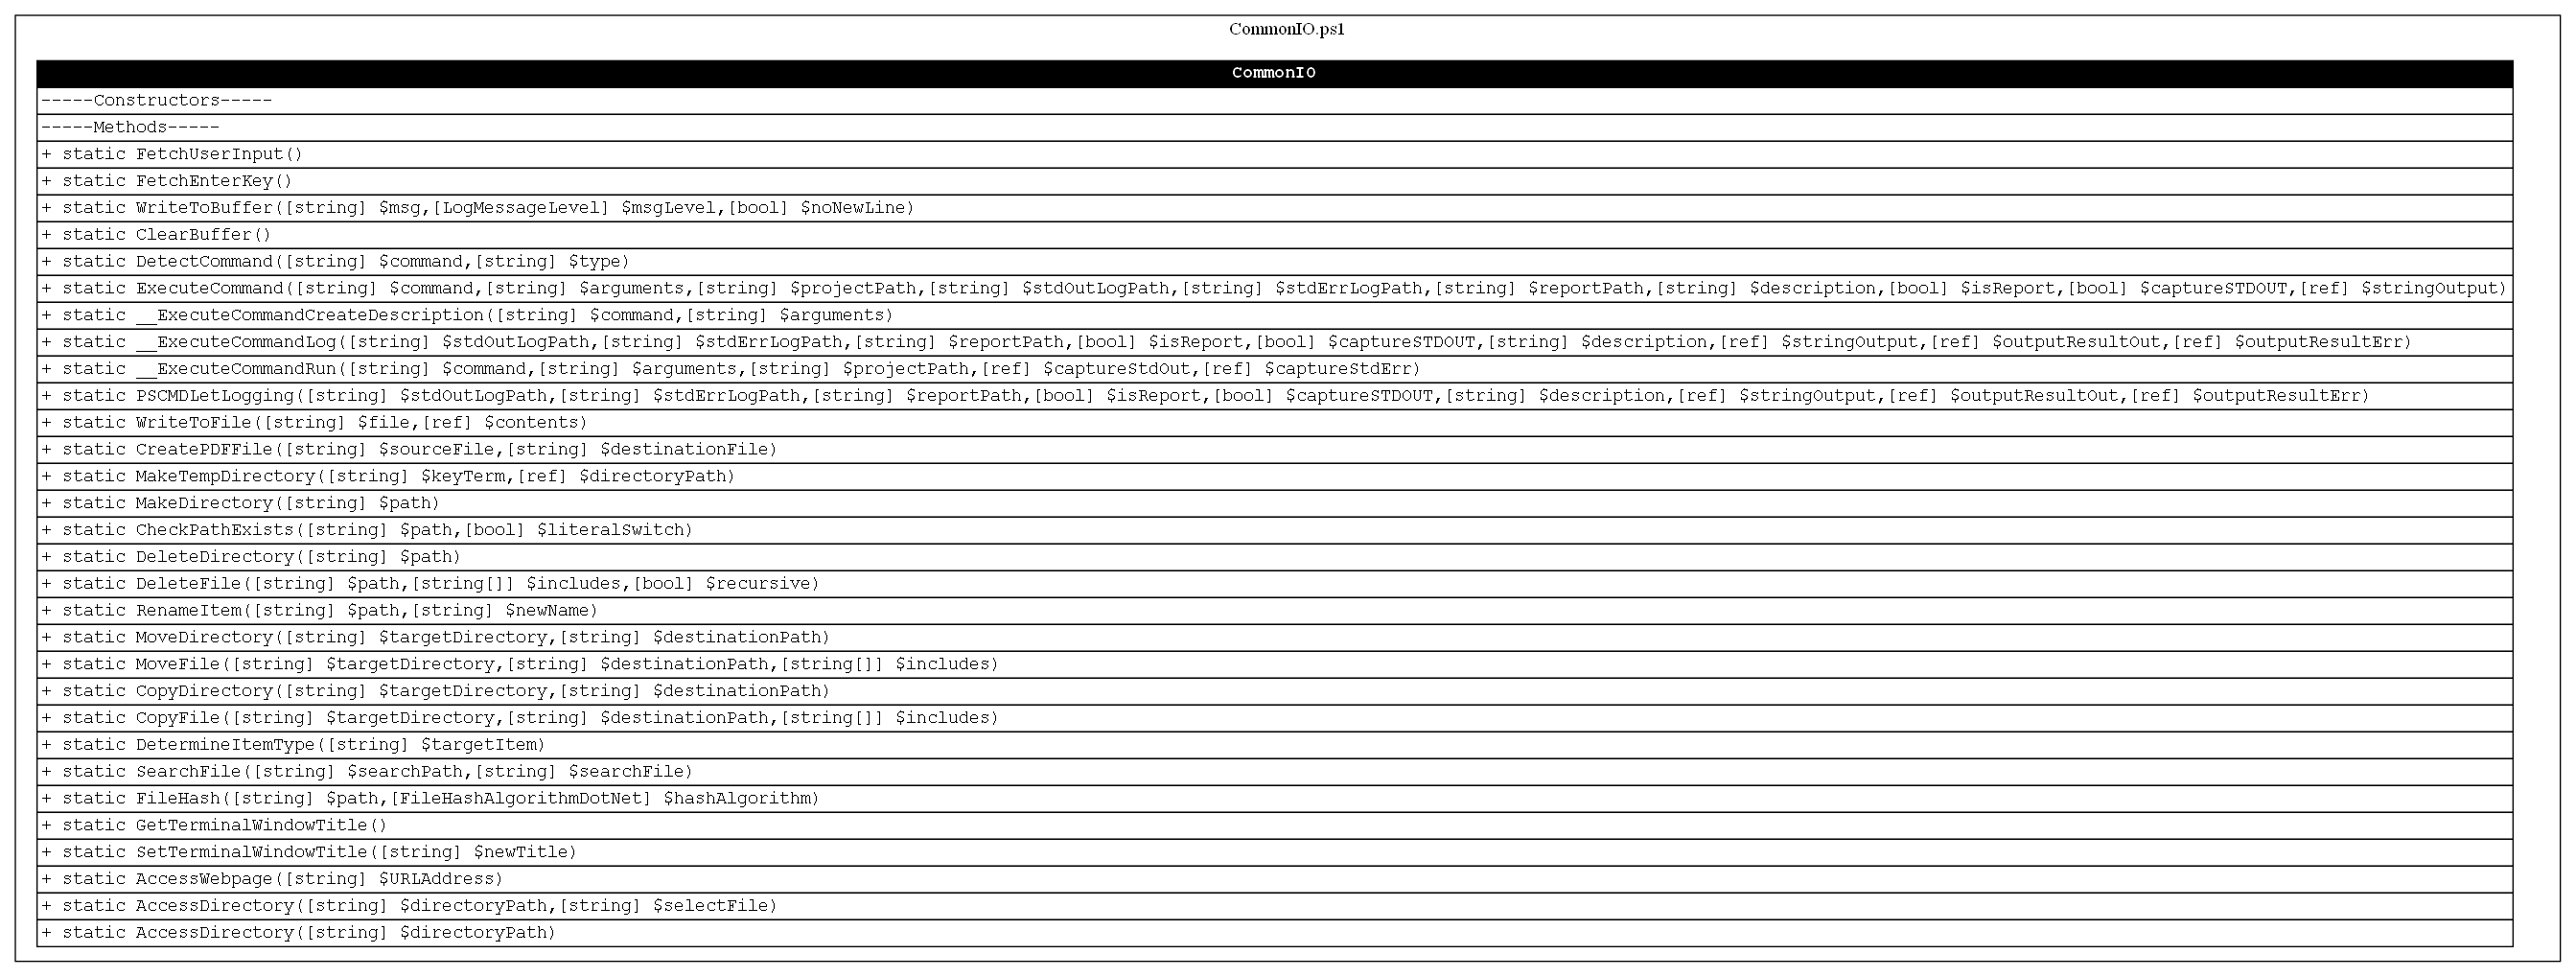 CommonIO.ps1
CommonIO
-----Constructors-----
-----Methods-----
+ static FetchUserInput()
+ static FetchEnterKey()
+ static WriteToBuffer([string] $msg,[LogMessageLevel] $msgLevel,[bool] $noNewLine)
+ static ClearBuffer()
+ static DetectCommand([string] $command,[string] $type)
+ static ExecuteCommand([string] $command,[string] $arguments,[string] $projectPath,[string] $stdOutLogPath,[string] $stdErrLogPath,[string] $reportPath,[string] $description,[bool] $isReport,[bool] $captureSTDOUT,[ref] $stringOutput)
+ static __ExecuteCommandCreateDescription([string] $command,[string] $arguments)
+ static __ExecuteCommandLog([string] $stdOutLogPath,[string] $stdErrLogPath,[string] $reportPath,[bool] $isReport,[bool] $captureSTDOUT,[string] $description,[ref] $stringOutput,[ref] $outputResultOut,[ref] $outputResultErr)
+ static __ExecuteCommandRun([string] $command,[string] $arguments,[string] $projectPath,[ref] $captureStdOut,[ref] $captureStdErr)
+ static PSCMDLetLogging([string] $stdOutLogPath,[string] $stdErrLogPath,[string] $reportPath,[bool] $isReport,[bool] $captureSTDOUT,[string] $description,[ref] $stringOutput,[ref] $outputResultOut,[ref] $outputResultErr)
+ static WriteToFile([string] $file,[ref] $contents)
+ static CreatePDFFile([string] $sourceFile,[string] $destinationFile)
+ static MakeTempDirectory([string] $keyTerm,[ref] $directoryPath)
+ static MakeDirectory([string] $path)
+ static CheckPathExists([string] $path,[bool] $literalSwitch)
+ static DeleteDirectory([string] $path)
+ static DeleteFile([string] $path,[string[]] $includes,[bool] $recursive)
+ static RenameItem([string] $path,[string] $newName)
+ static MoveDirectory([string] $targetDirectory,[string] $destinationPath)
+ static MoveFile([string] $targetDirectory,[string] $destinationPath,[string[]] $includes)
+ static CopyDirectory([string] $targetDirectory,[string] $destinationPath)
+ static CopyFile([string] $targetDirectory,[string] $destinationPath,[string[]] $includes)
+ static DetermineItemType([string] $targetItem)
+ static SearchFile([string] $searchPath,[string] $searchFile)
+ static FileHash([string] $path,[FileHashAlgorithmDotNet] $hashAlgorithm)
+ static GetTerminalWindowTitle()
+ static SetTerminalWindowTitle([string] $newTitle)
+ static AccessWebpage([string] $URLAddress)
+ static AccessDirectory([string] $directoryPath,[string] $selectFile)
+ static AccessDirectory([string] $directoryPath)